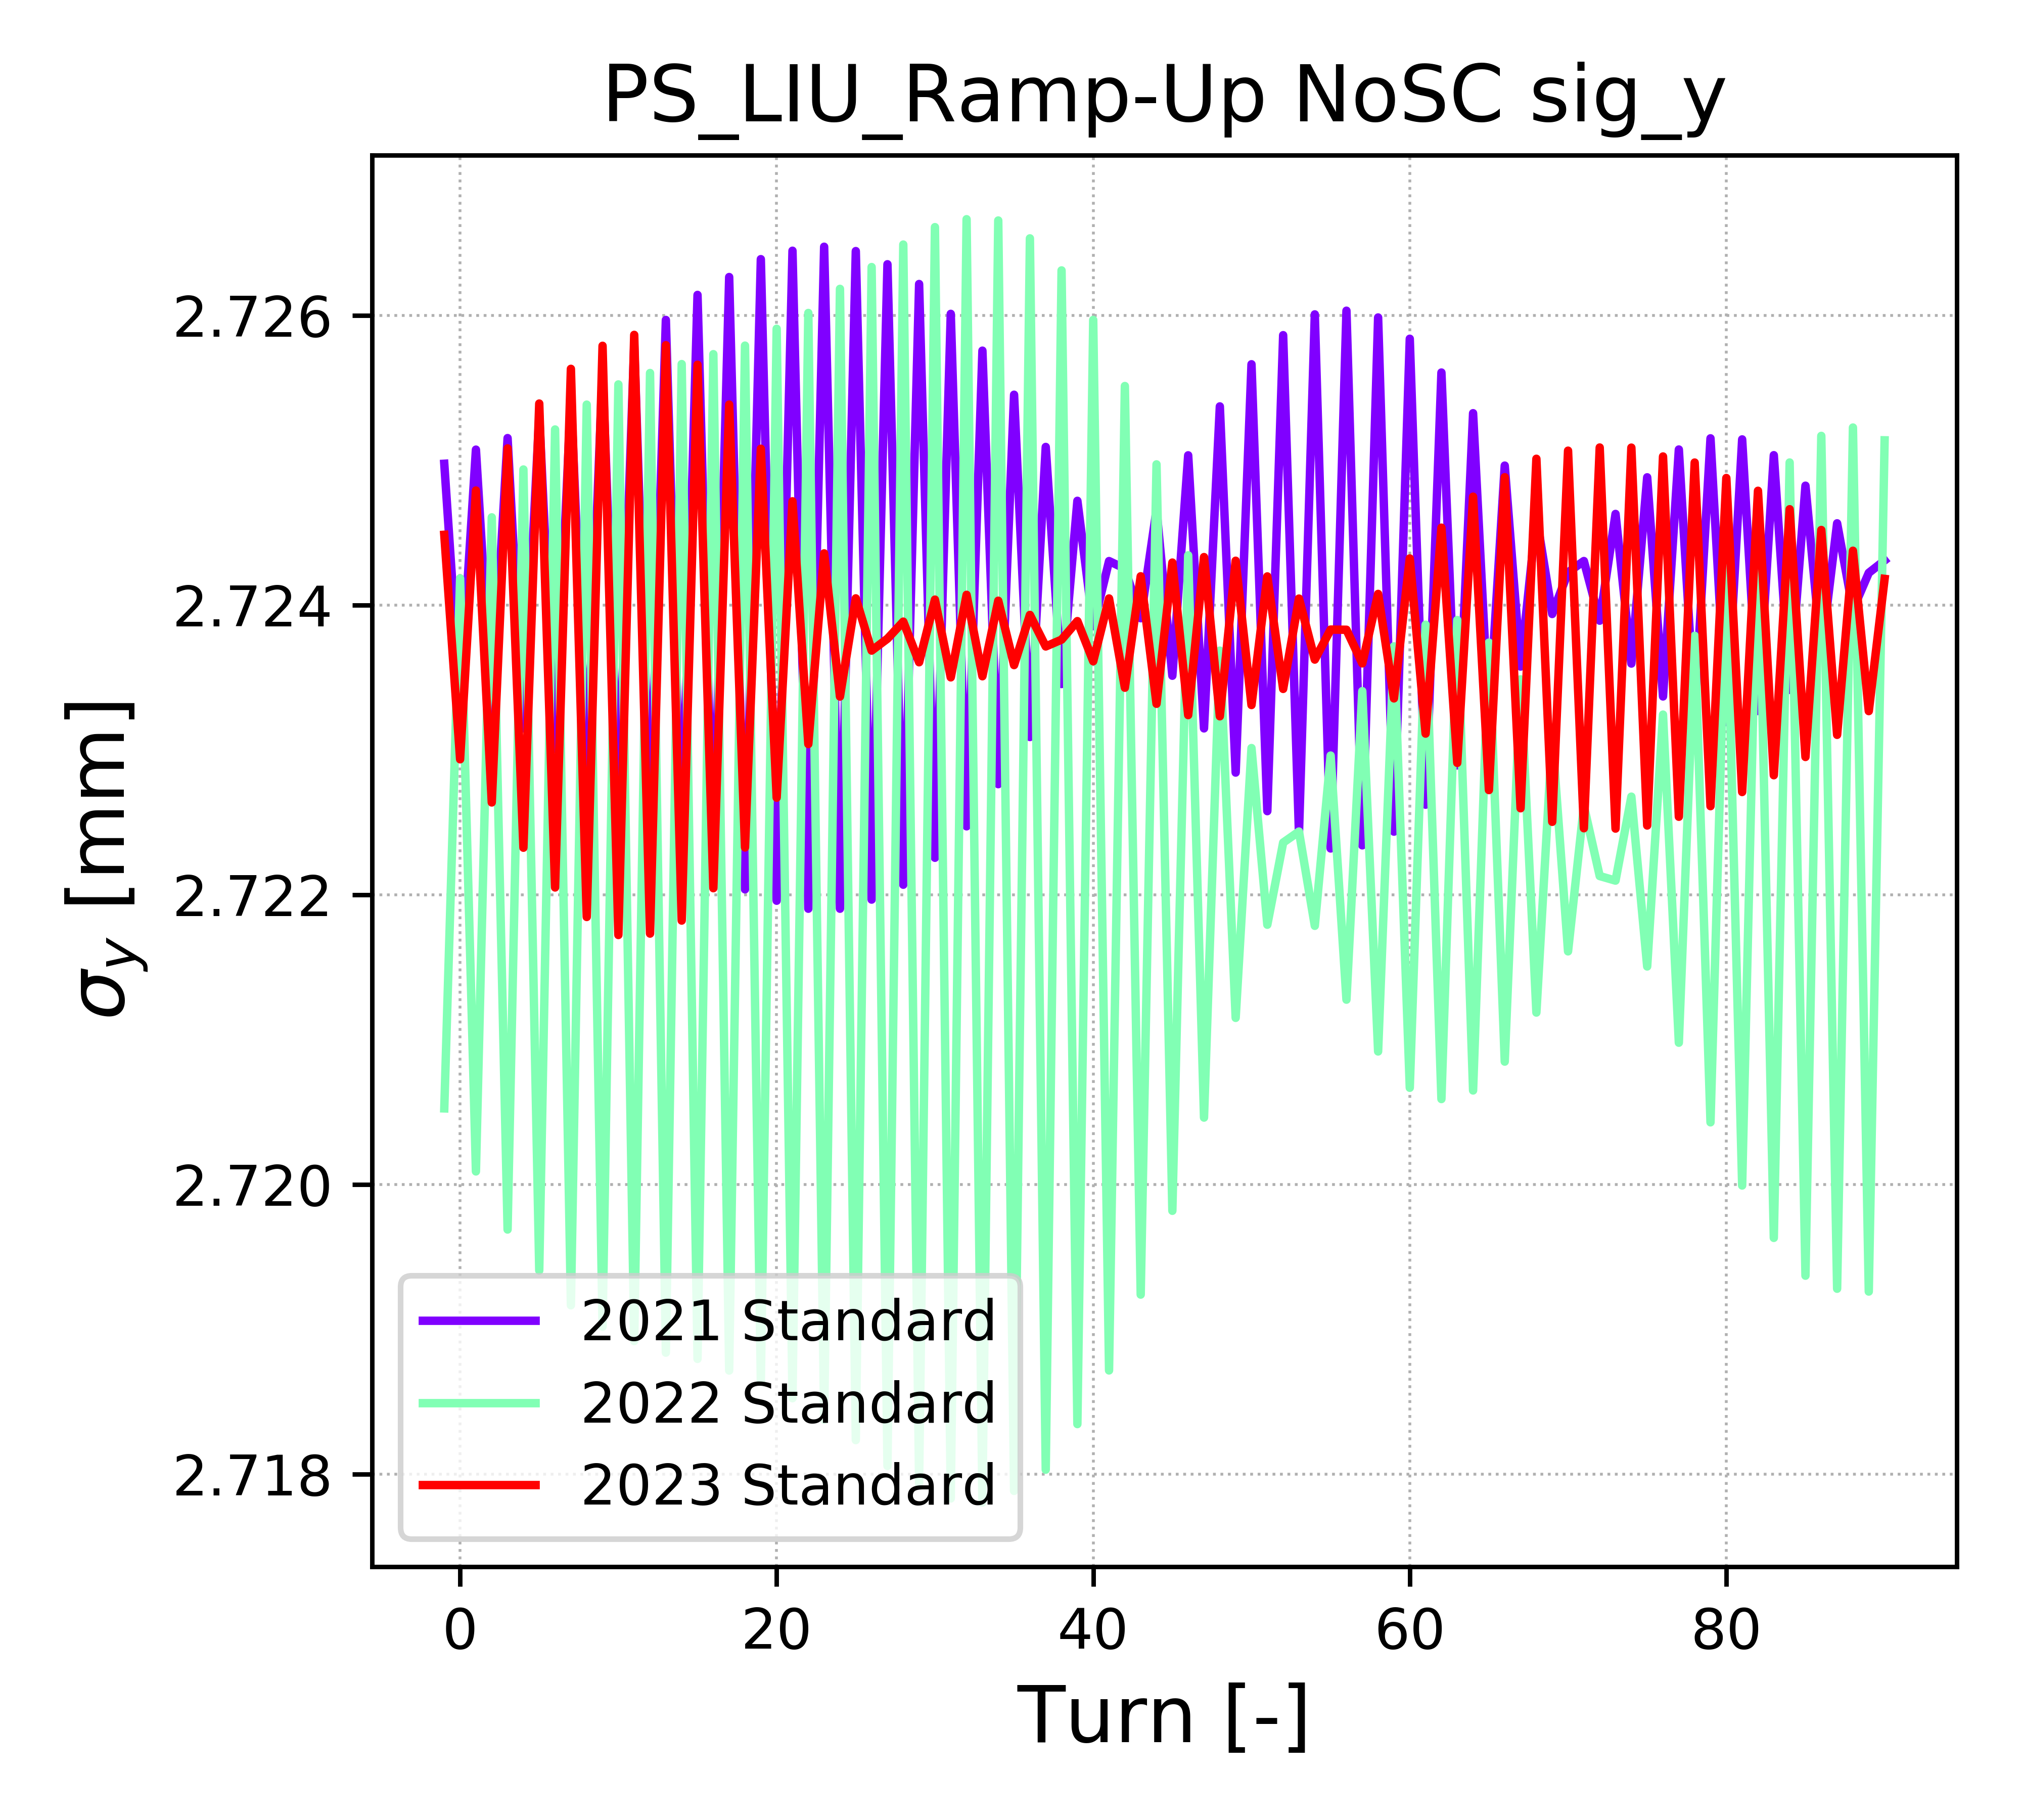 PS_LIU_Ramp-Up NoSC sig_y
σy [mm]
2.726
2.724
2.722
2.720
2.718
2021 Standard
2022 Standard
2023 Standard
0 20 40 60 80
Turn [-]